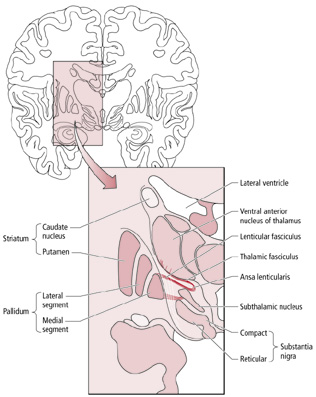 Striatum
Caudate
nucleus
Putamen
Pallidum
Lateral
segment
Medial
segment
Lateral ventricle
Ventral anterior
nucleus of thalamus
Lenticular fasciculus
Thalamic fasciculus
Ansa lenticularis
Subthalamic nucleus
Compact
Reticular
Substantia
nigra